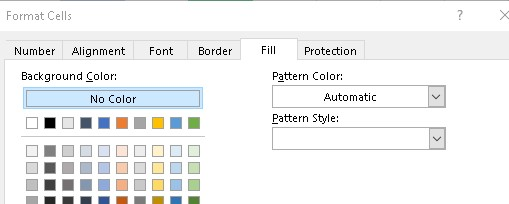 Format Cells
Number Alignment Font Border Fill Protection
Background Color:
No Color
Pattern Color:
Automatic
Pattern Style: